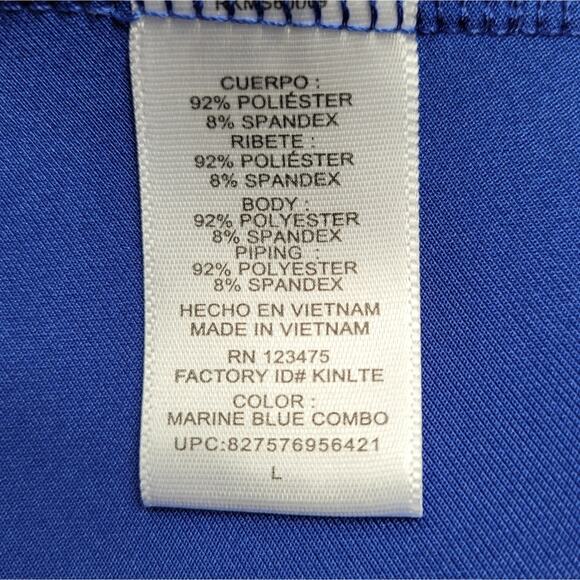 CUERPO :
92% POLIÉSTER
8% SPANDEX
RIBETE :
92% POLIÉSTER
8% SPANDEX
BODY :
92% POLYESTER
8% SPANDEX
PIPING :
92% POLYESTER
8% SPANDEX
HECHO EN VIETNAM
MADE IN VIETNAM
RN 123475
FACTORY ID# KINLTE
COLOR :
MARINE BLUE COMBO
UPC:827576956421
L